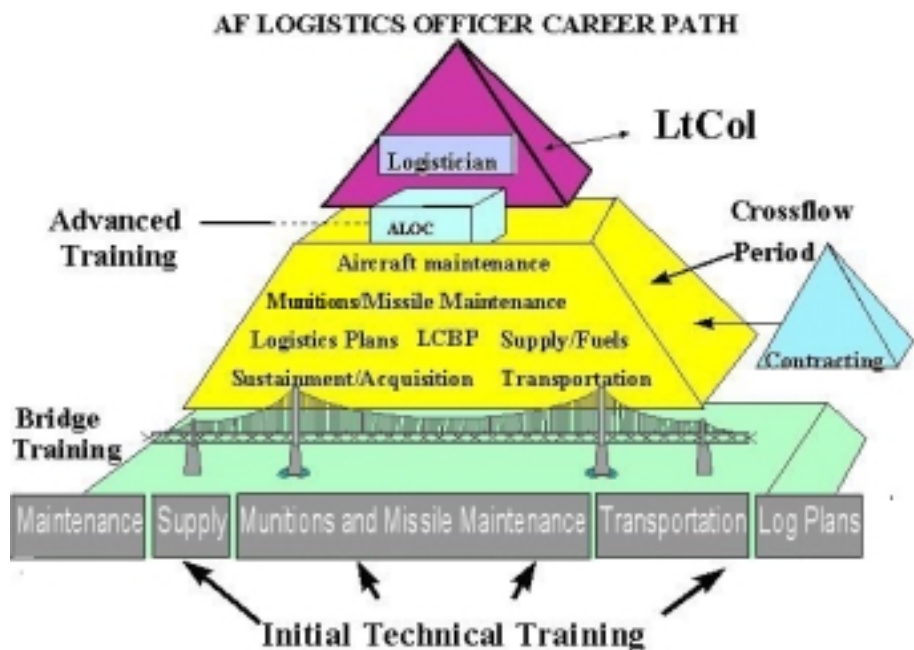 AF LOGISTICS OFFICER CAREER PATH
LtCol
Logistician
Advanced
Training
ALOC
Crossflow
Period
Aircraft maintenance
Munitions/Missile Maintenance
Logistics Plans LCBP Supply/Fuels
Sustainment/Acquisition Transportation
Contracting
Bridge
Training
Maintenance Supply Munitions and Missile Maintenance Transportation Log Plans
Initial Technical Training